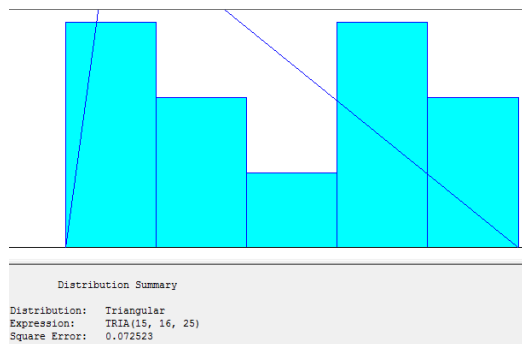 Distribution Summary
Distribution: Triangular
Expression: TRIA(15, 16, 25)
Square Error: 0.072523